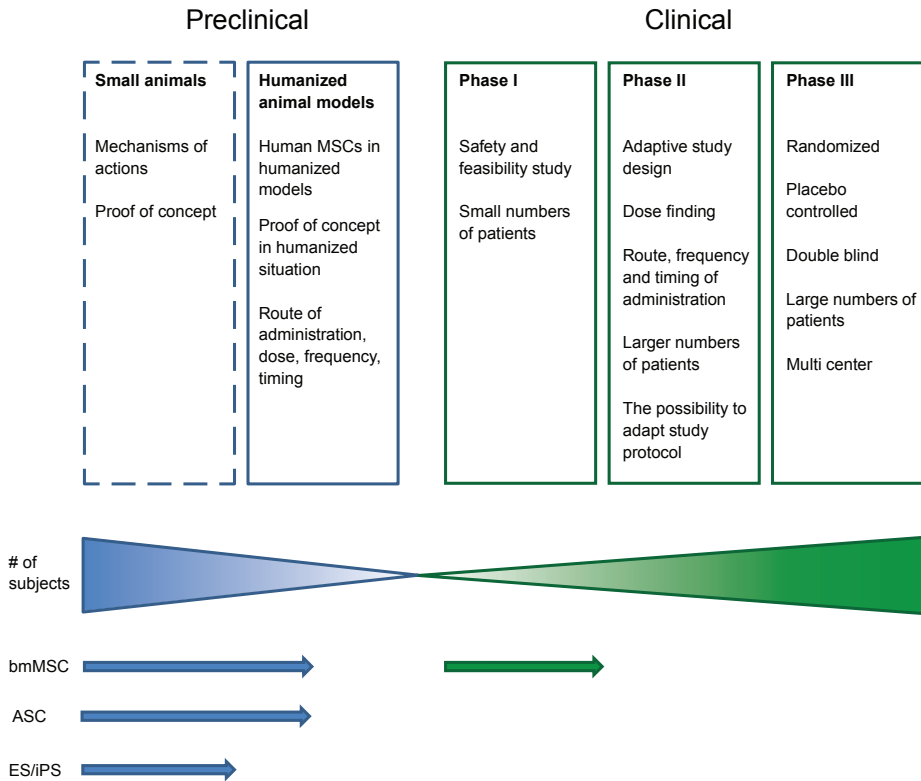 Preclinical
Clinical
Small animals
Mechanisms of
actions
Proof of concept
Humanized
animal models
Human MSCs in
humanized
models
Proof of concept
in humanized
situation
Route of
administration,
dose, frequency,
timing
Phase I
Safety and
feasibility study
Small numbers
of patients
Phase II
Adaptive study
design
Dose finding
Route, frequency
and timing of
administration
Larger numbers
of patients
The possibility to
adapt study
protocol
Phase III
Randomized
Placebo
controlled
Double blind
Large numbers of
patients
Multi center
# of
subjects
bmMSC
ASC
ES/iPS